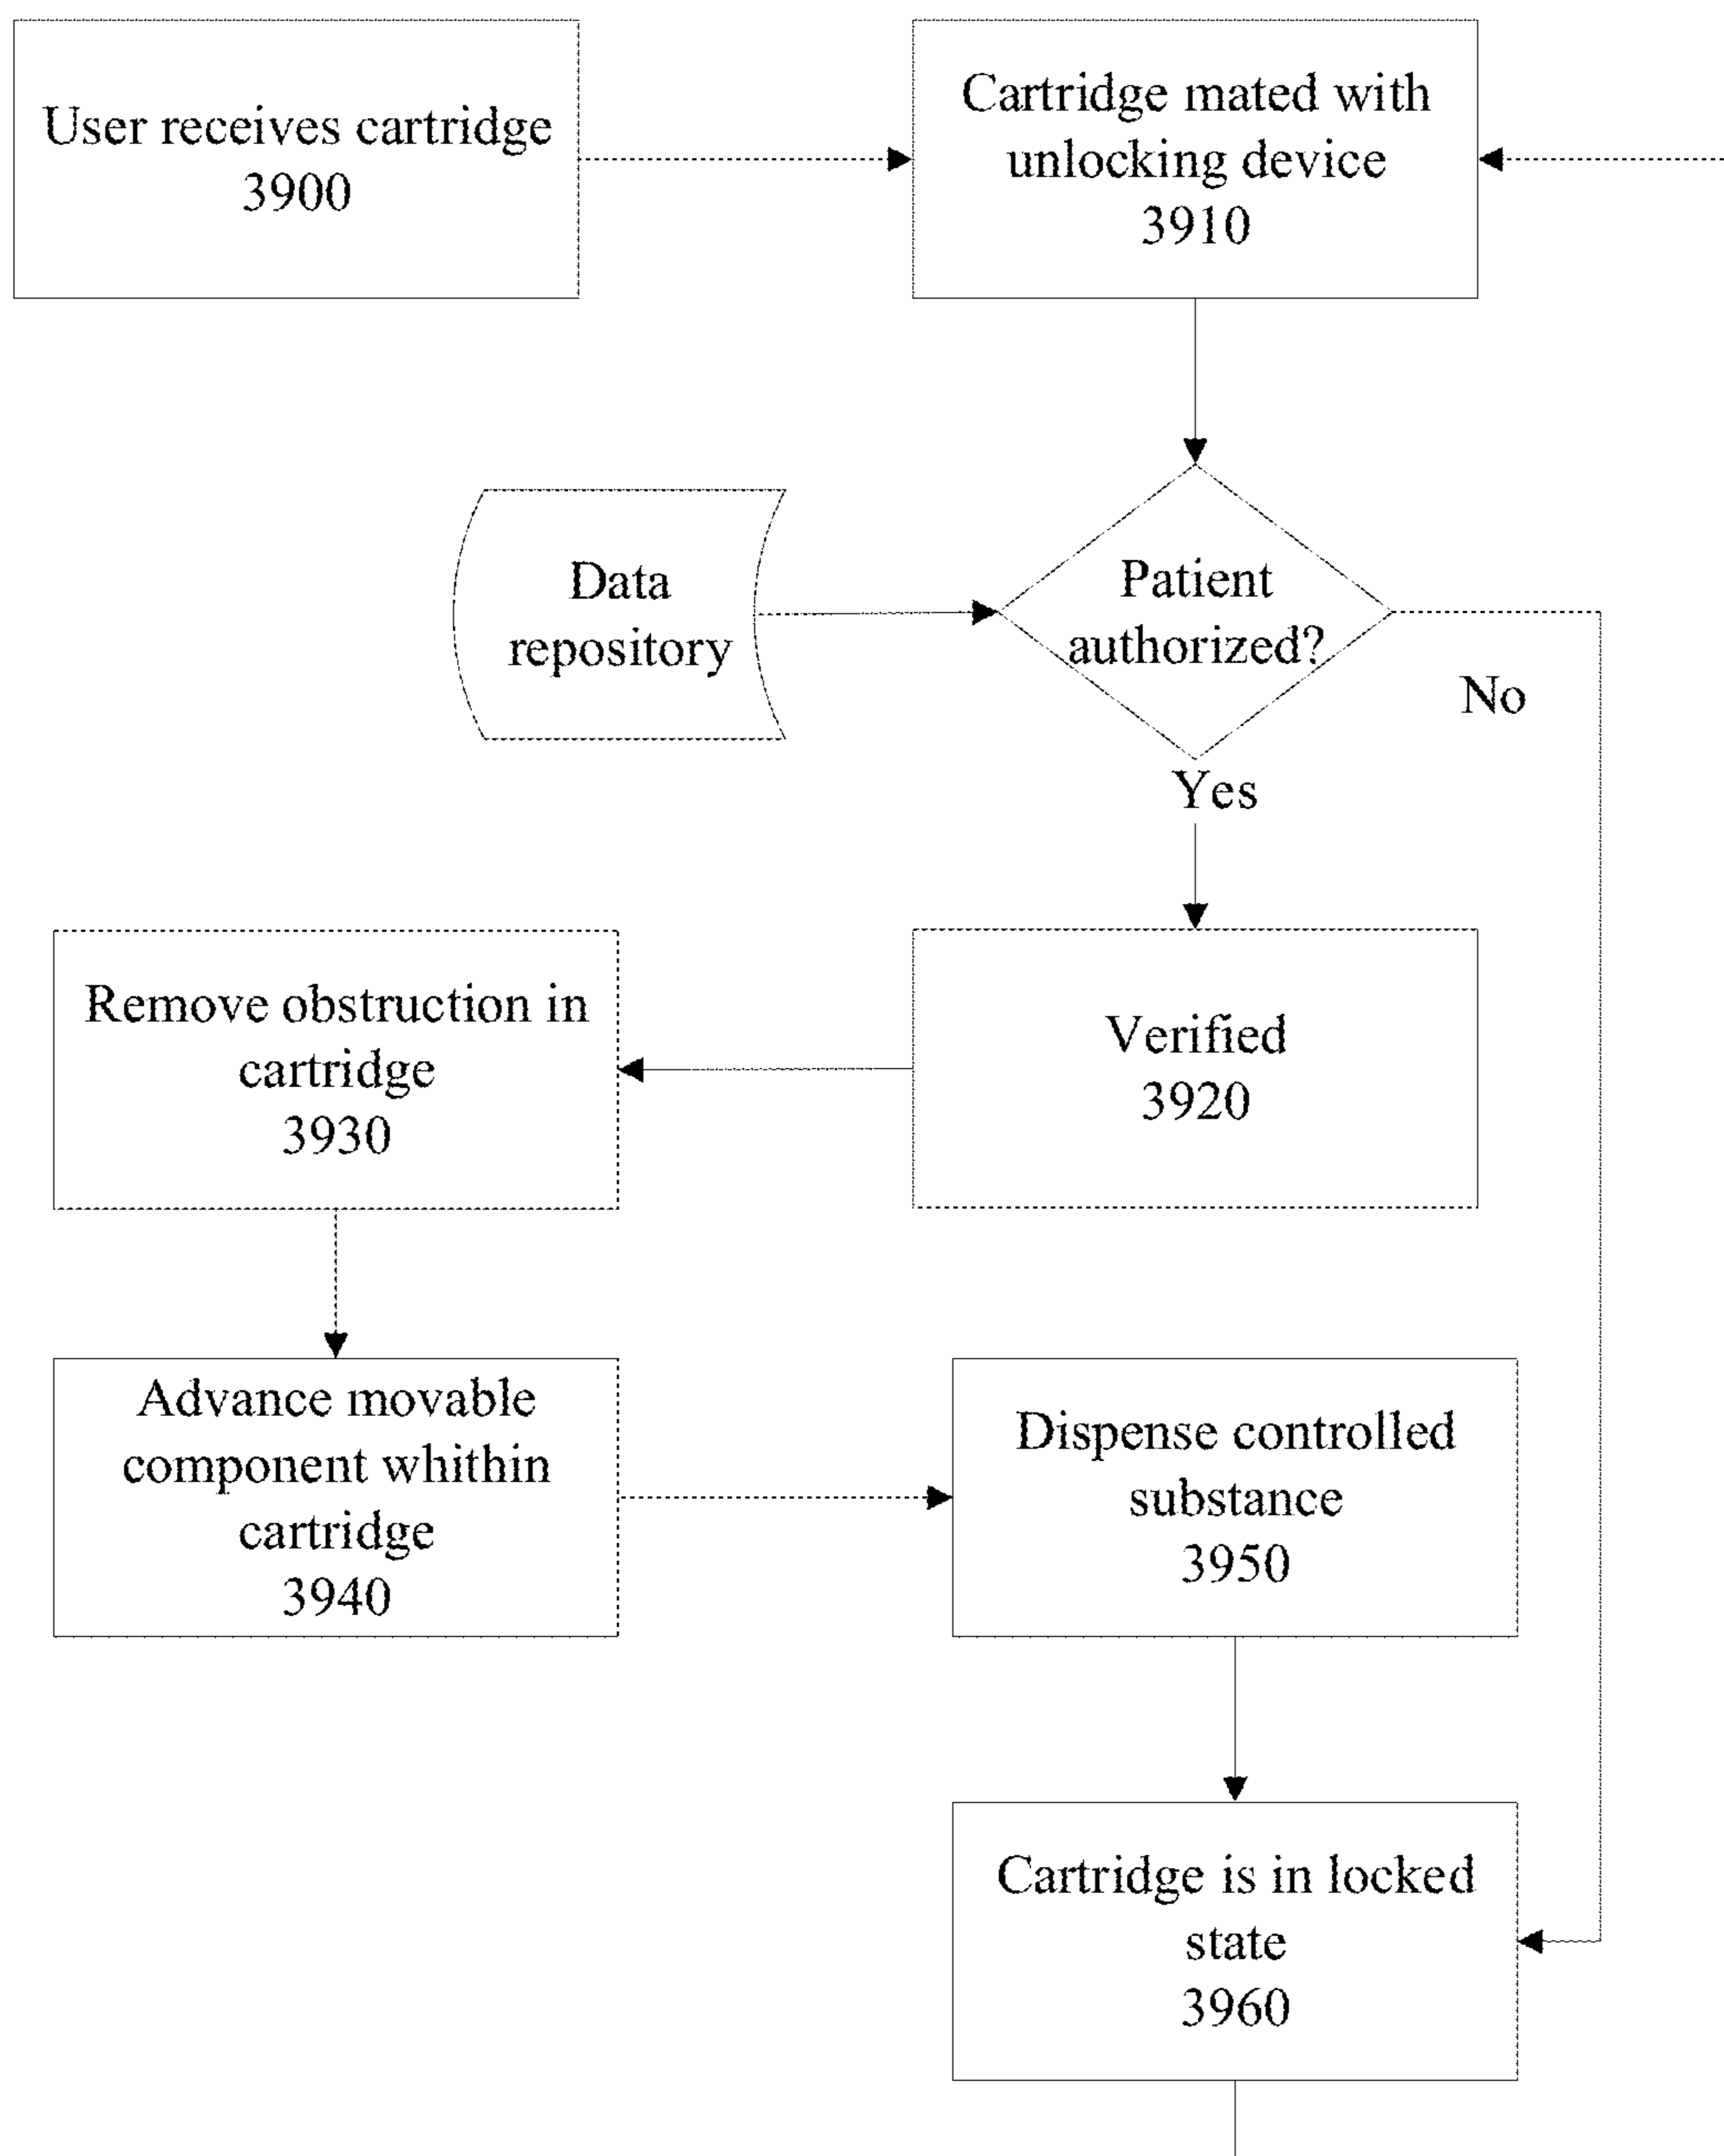 User receives cartridge
3900
Cartridge mated with
unlocking device
3910
Data
repository
Patient
authorized?
No
Yes
Remove obstruction in
cartridge
3930
Verified
3920
Advance movable
component whithin
cartridge
3940
Dispense controlled
substance
3950
Cartridge is in locked
state
3960